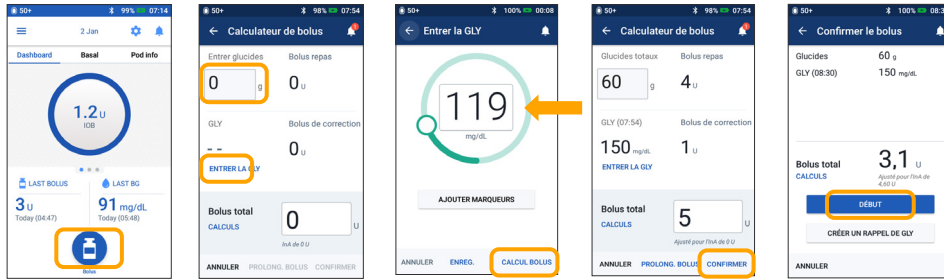 50+ 99% 07:14
2 Jan
Dashboard Basal Pod info
1.2 U
IOB
LAST BOLUS LAST BG
3 U 91 mg/dL
Today (04:47) Today (05:48)
Bolus
50+ 98% 07:54
Calculateur de bolus
Entrer glucides Bolus repas
0 g 0 U
GLY Bolus de correction
-- 0 U
ENTRER LA GLY
Bolus total
CALCULS
0 U
InA de 0 U
ANNULER PROLONG. BOLUS CONFIRMER
50+ 100% 00:08
Entrer la GLY
119
mg/dL
AJOUTER MARQUEURS
ANNULER ENREG. CALCUL BOLUS
50+ 98% 07:54
Calculateur de bolus
Glucides totaux Bolus repas
60 g 4 U
GLY (07:54) Bolus de correction
150 mg/dL 1 U
ENTRER LA GLY
Bolus total
CALCULS
5 U
Ajusté pour l'InA de 0 U
ANNULER PROLONG. BOLUS CONFIRMER
50+ 100%
Confirmer le bolus
Glucides 60 g
GLY (08:30) 150 mg/dL
Bolus total 3,1 U
CALCULS Ajusté pour l'InA de
4,60 U
DÉBUT
CRÉER UN RAPPEL DE GLY
ANNULER